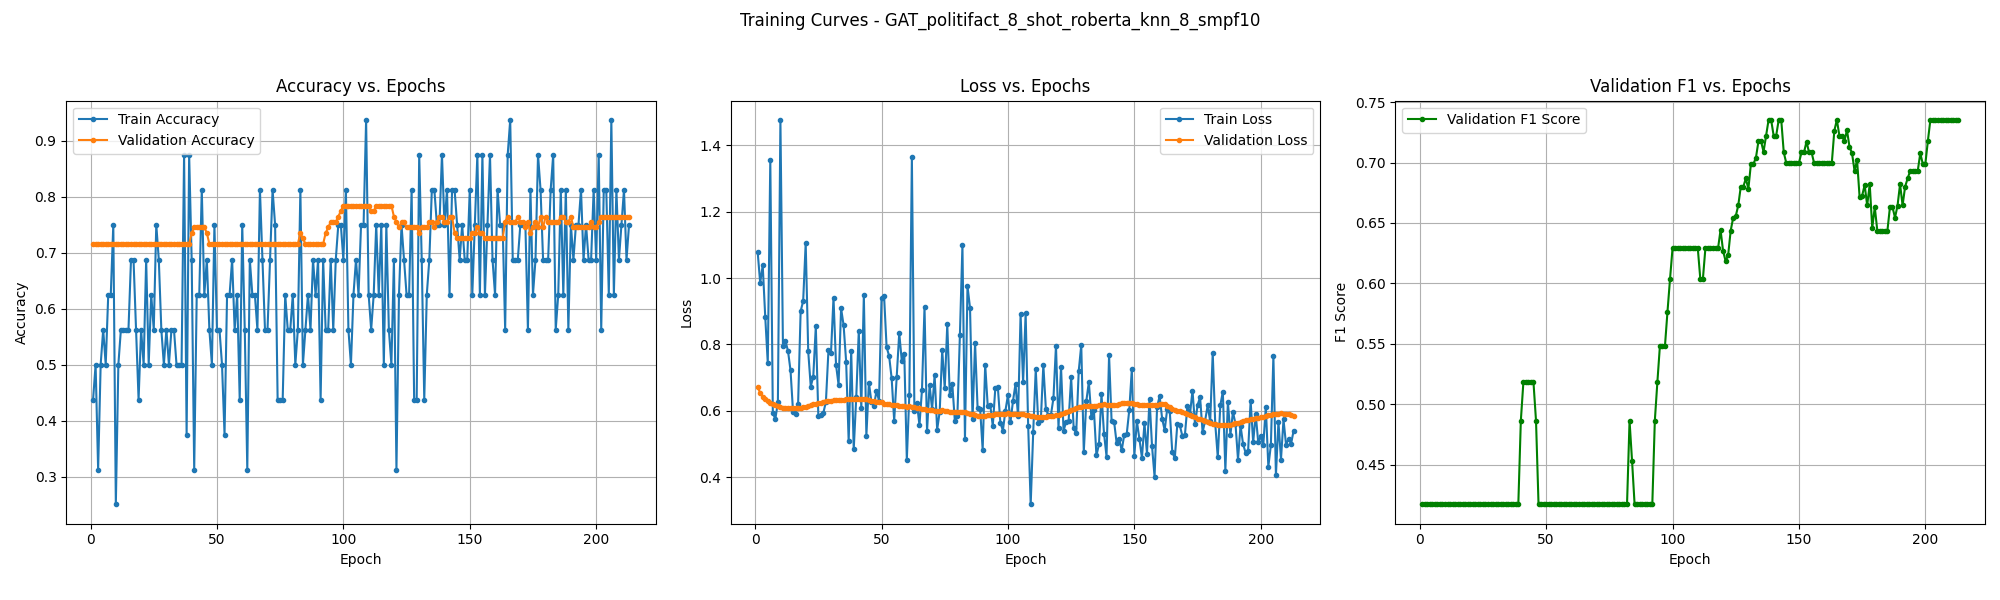 Training Curves - GAT_politifact_8_shot_roberta_knn_8_smpf10
Accuracy vs. Epochs
Train Accuracy
Validation Accuracy
Accuracy
0.9
0.8
0.7
0.6
0.5
0.4
0.3
0
50
100
150
200
Epoch
Loss vs. Epochs
Train Loss
Validation Loss
Loss
1.4
1.2
1.0
0.8
0.6
0.4
0
50
100
150
200
Epoch
Validation F1 vs. Epochs
Validation F1 Score
F1 Score
0.75
0.70
0.65
0.60
0.55
0.50
0.45
0
50
100
150
200
Epoch